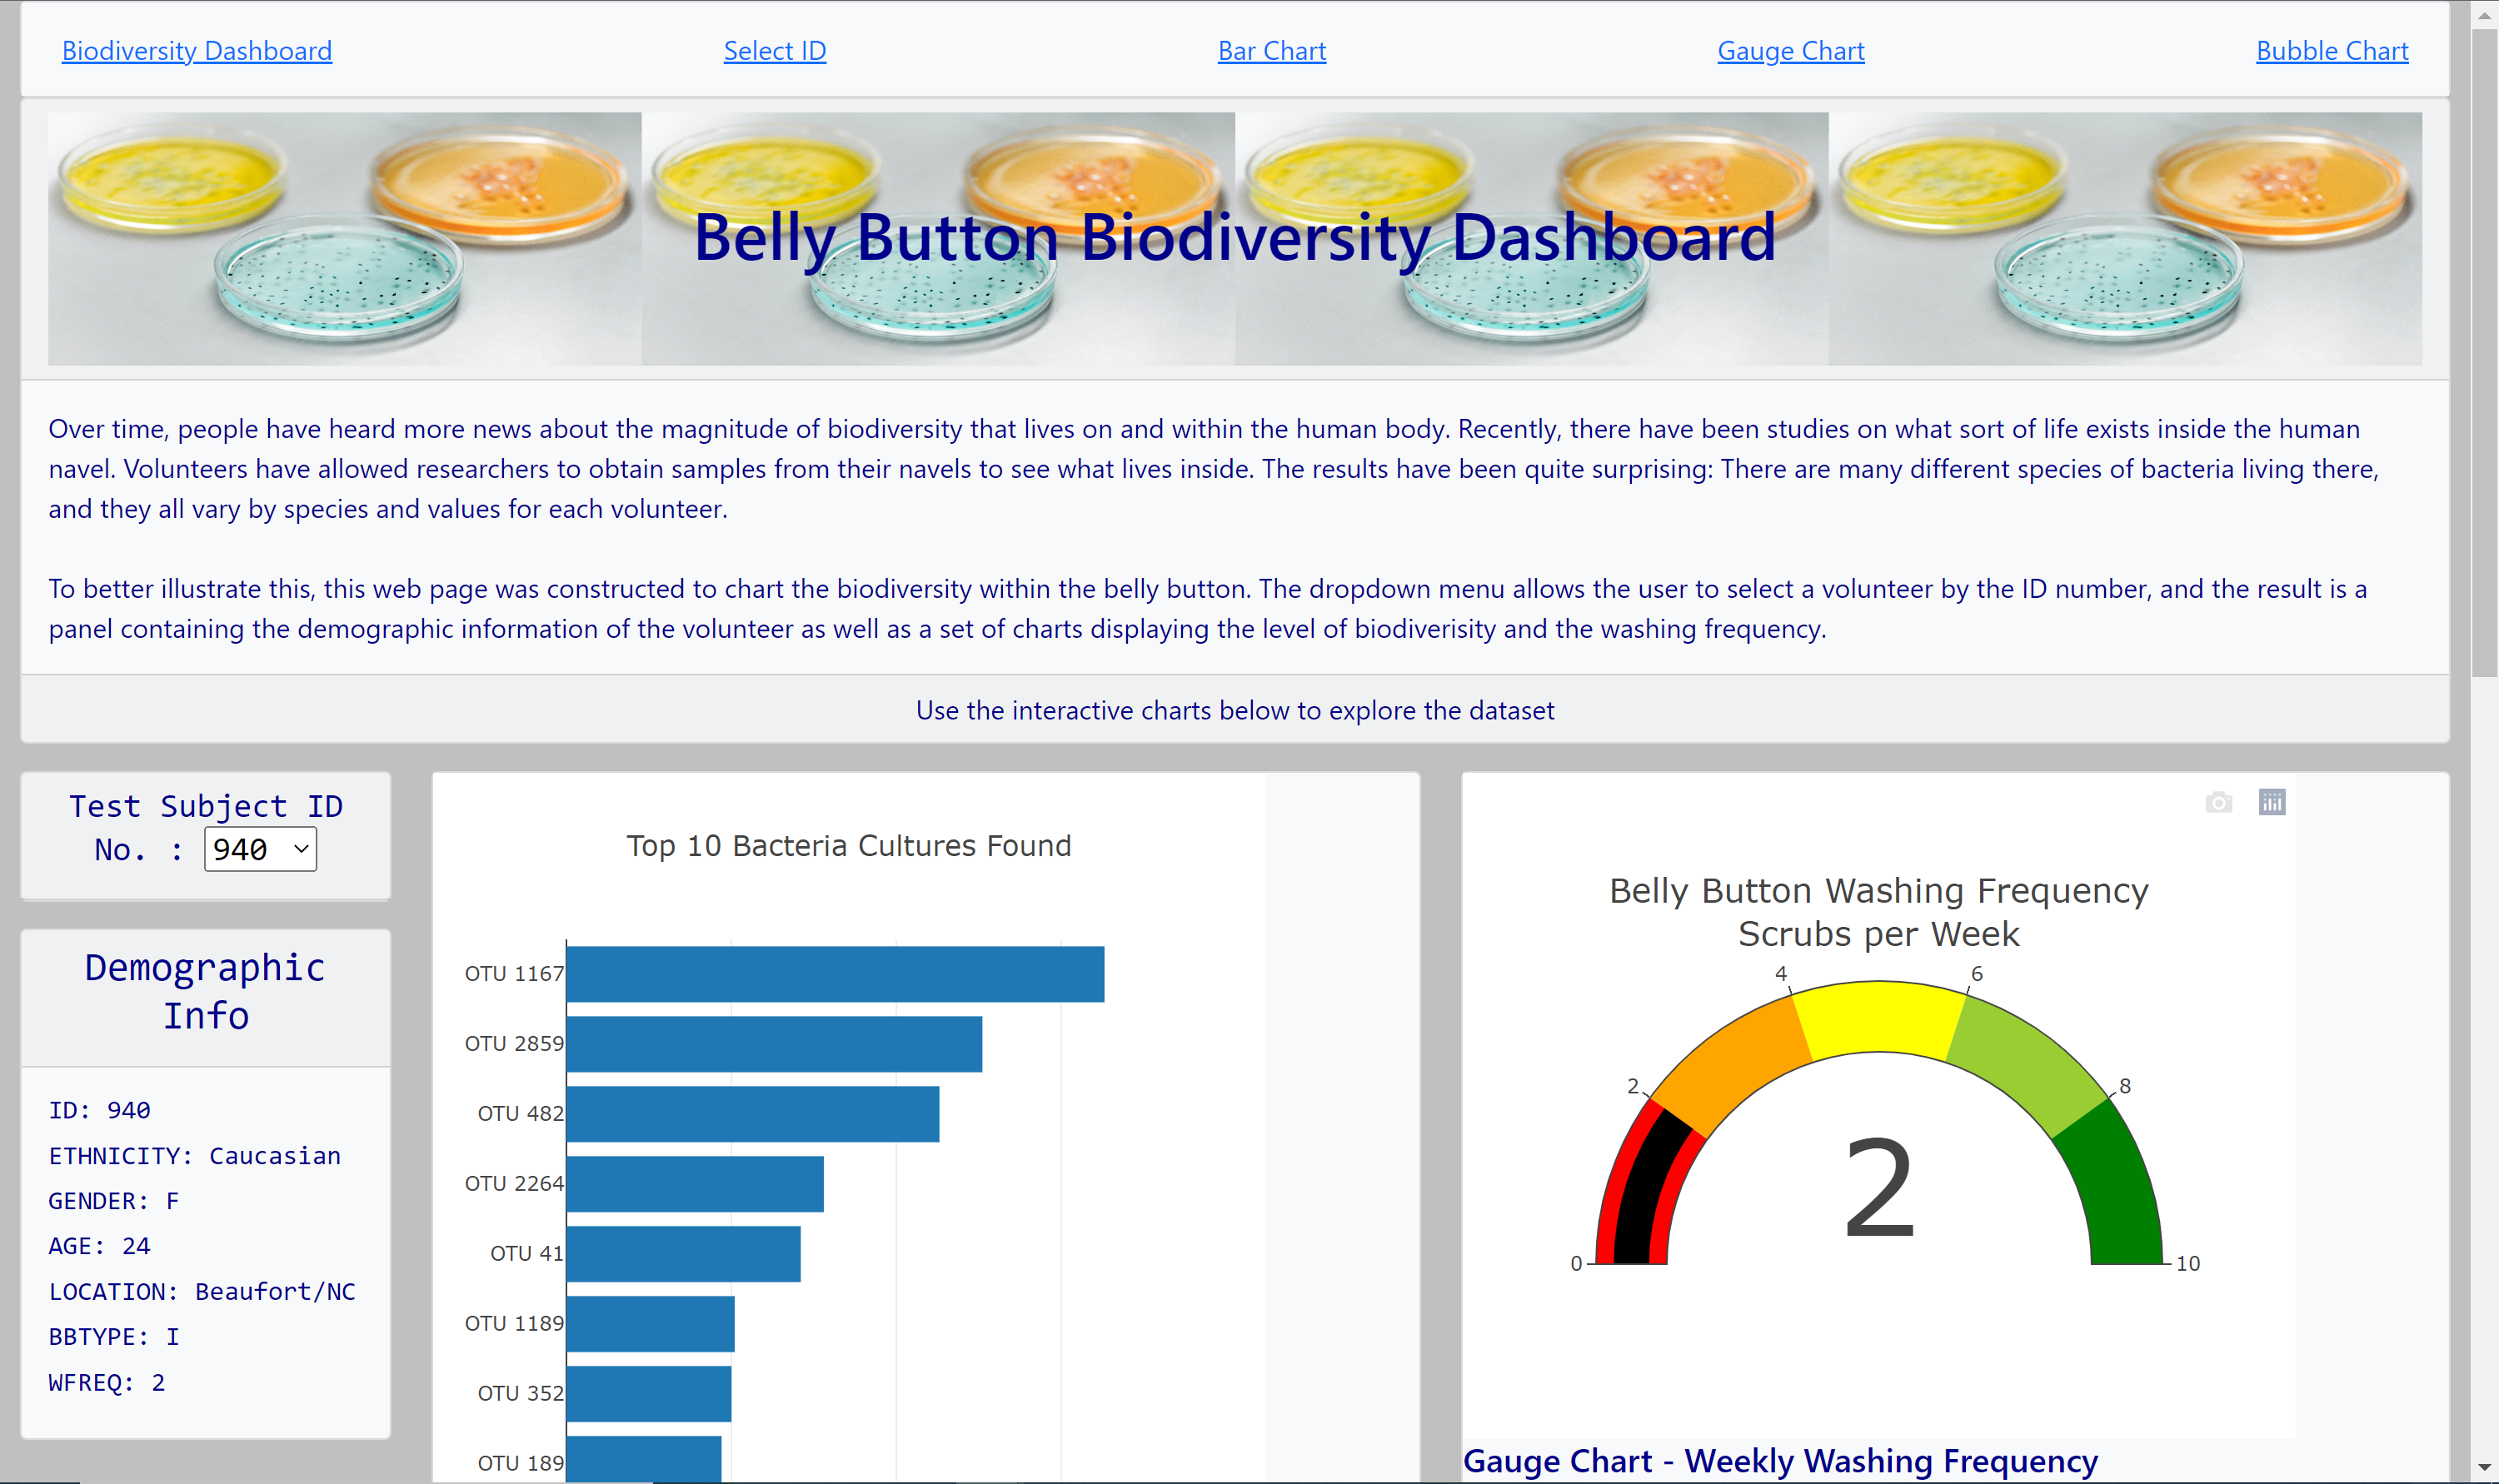 Biodiversity Dashboard Select ID Bar Chart Gauge Chart Bubble Chart
Belly Button Biodiversity Dashboard
Over time, people have heard more news about the magnitude of biodiversity that lives on and within the human body. Recently, there have been studies on what sort of life exists inside the human
navel. Volunteers have allowed researchers to obtain samples from their navels to see what lives inside. The results have been quite surprising: There are many different species of bacteria living there,
and they all vary by species and values for each volunteer.
To better illustrate this, this web page was constructed to chart the biodiversity within the belly button. The dropdown menu allows the user to select a volunteer by the ID number, and the result is a
panel containing the demographic information of the volunteer as well as a set of charts displaying the level of biodiverisity and the washing frequency.
Use the interactive charts below to explore the dataset
Test Subject ID
No. : 940
Demographic
Info
ID: 940
ETHNICITY: Caucasian
GENDER: F
AGE: 24
LOCATION: Beaufort/NC
BBTYPE: I
WFREQ: 2
Top 10 Bacteria Cultures Found
OTU 1167
OTU 2859
OTU 482
OTU 2264
OTU 41
OTU 1189
OTU 352
OTU 189
Belly Button Washing Frequency
Scrubs per Week
4 6
2 8
2
0 10
Gauge Chart - Weekly Washing Frequency